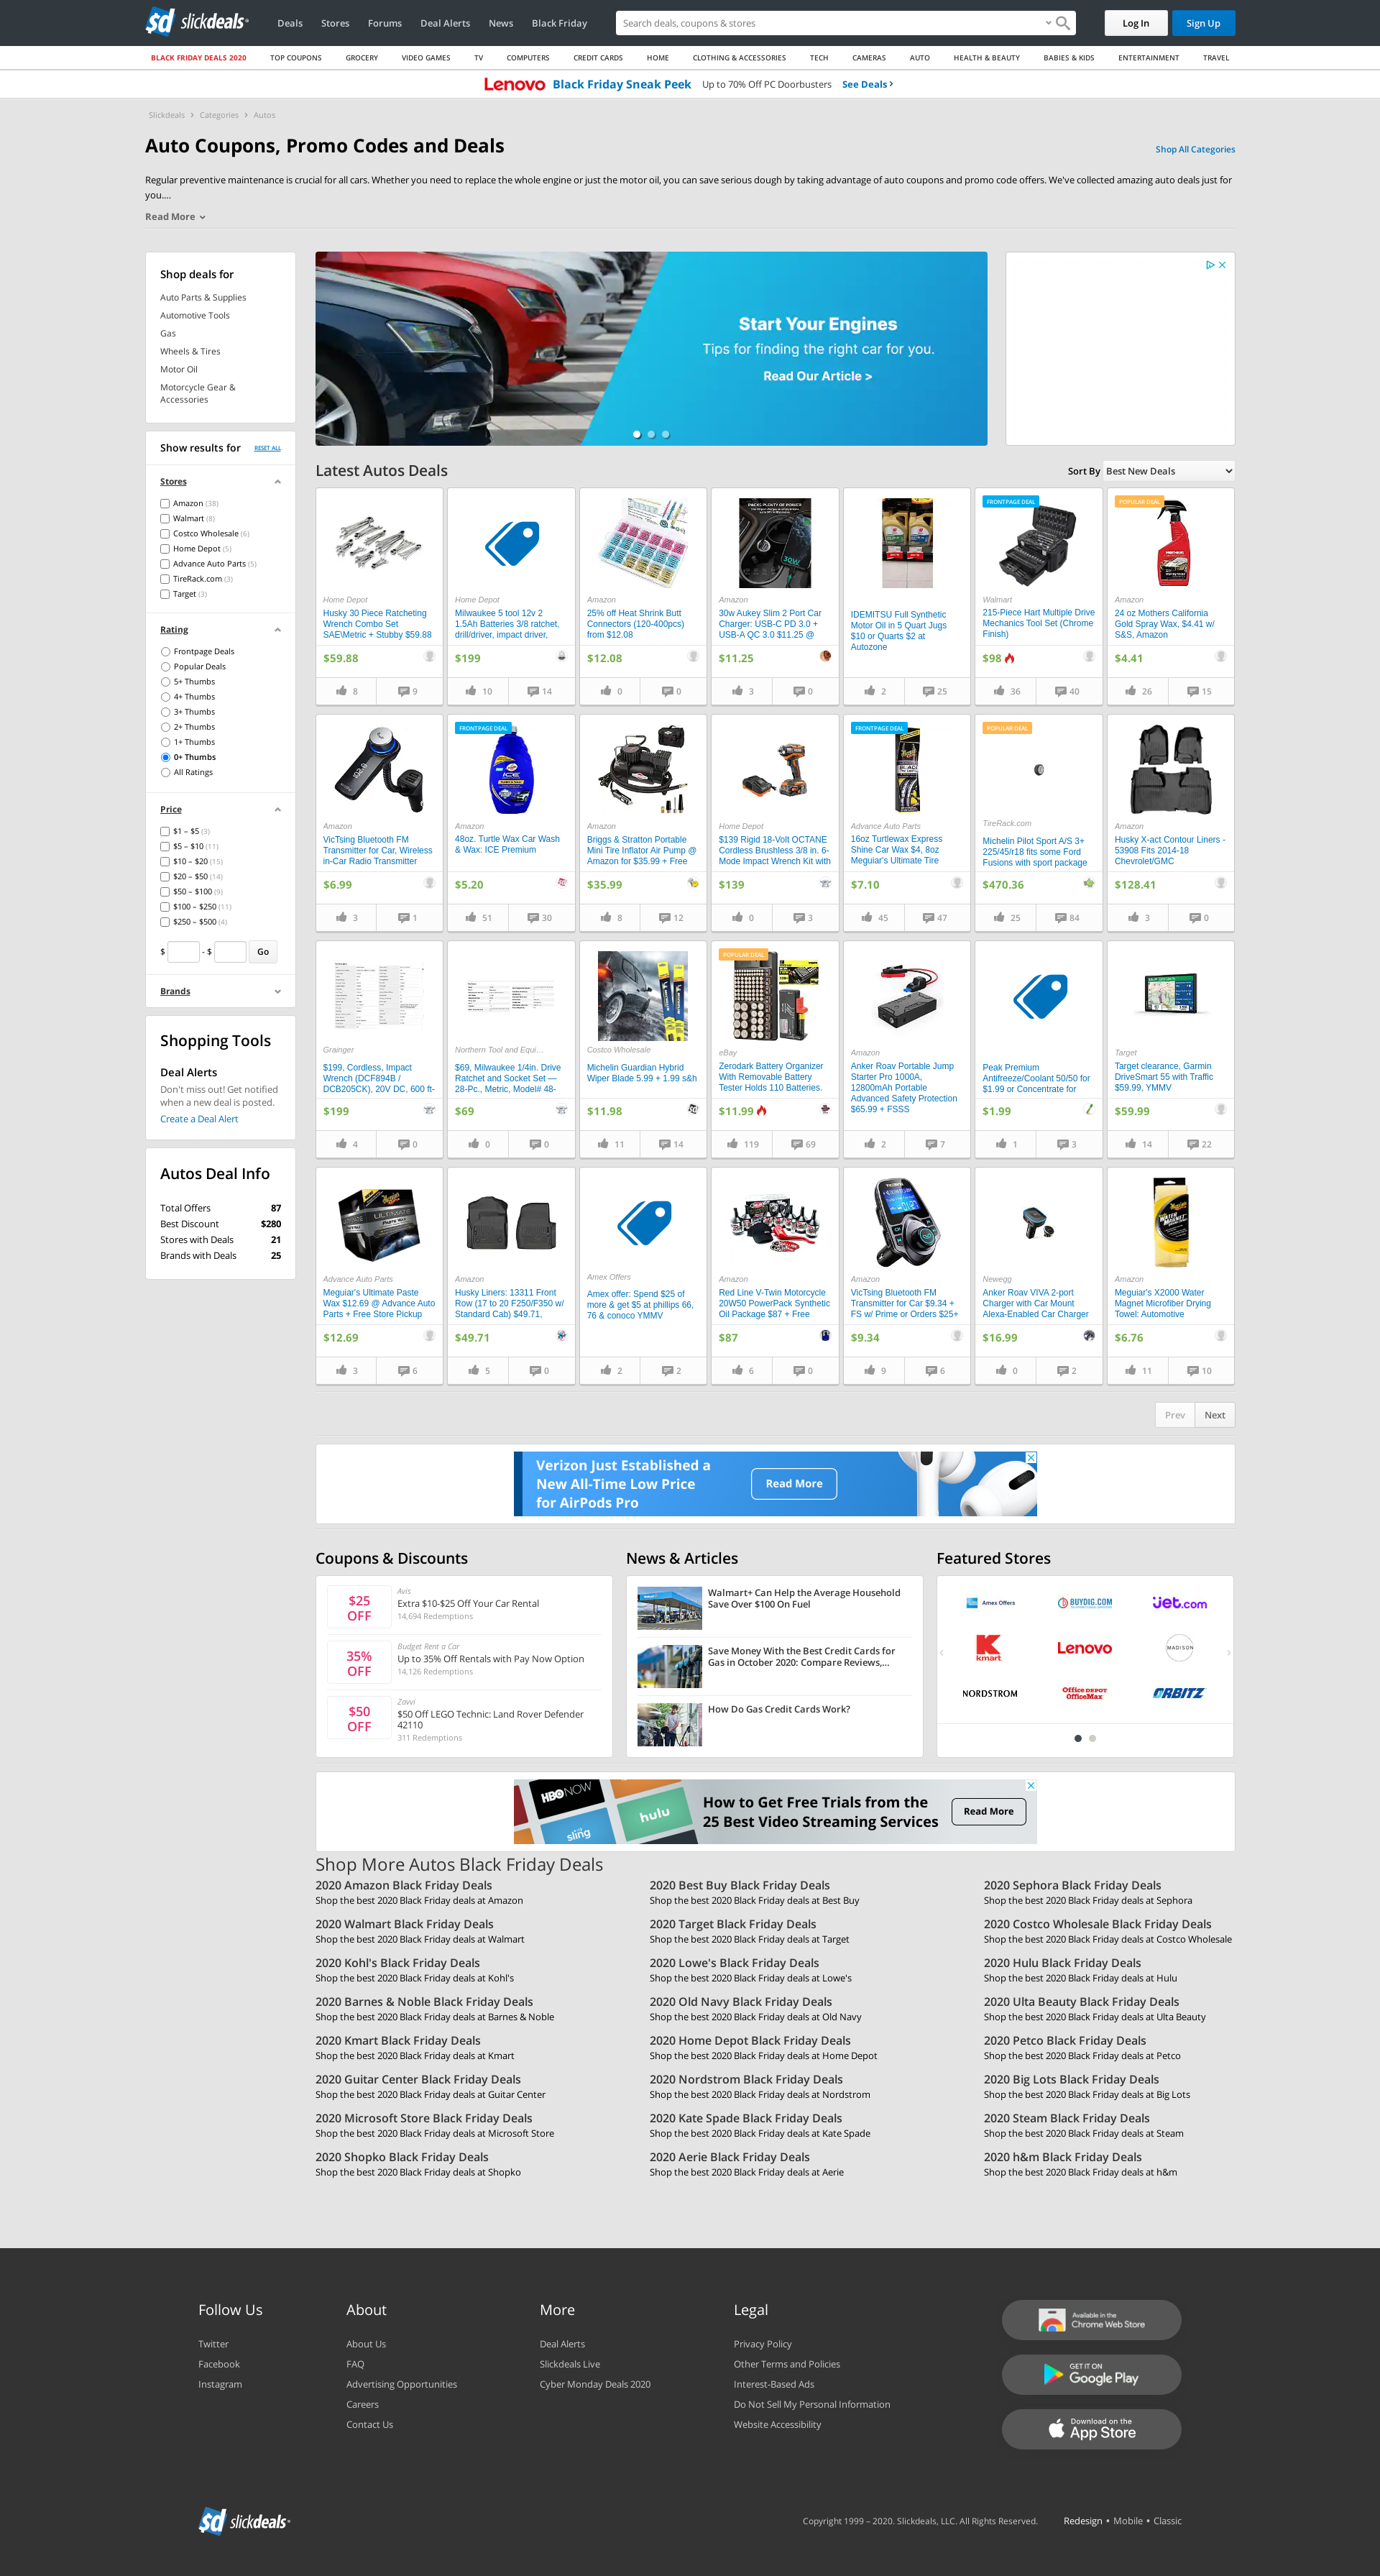 sd slickdeals
Deals
Stores
Forums
Deal Alerts
News
Black Friday
Search deals, coupons & stores
Log In
Sign Up
BLACK FRIDAY DEALS 2020
TOP COUPONS
GROCERY
VIDEO GAMES
TV
COMPUTERS
CREDIT CARDS
HOME
CLOTHING & ACCESSORIES
TECH
CAMERAS
AUTO
HEALTH & BEAUTY
BABIES & KIDS
ENTERTAINMENT
TRAVEL
Lenovo Black Friday Sneak Peek Up to 70% Off PC Doorbusters See Deals ›
Slickdeals › Categories › Autos
Auto Coupons, Promo Codes and Deals
Shop All Categories
Regular preventive maintenance is crucial for all cars. Whether you need to replace the whole engine or just the motor oil, you can save serious dough by taking advantage of auto coupons and promo code offers. We've collected amazing auto deals just for
you....
Read More
Shop deals for
Auto Parts & Supplies
Automotive Tools
Gas
Wheels & Tires
Motor Oil
Motorcycle Gear &
Accessories
Show results for
RESET ALL
Stores
Amazon (38)
Walmart (8)
Costco Wholesale (6)
Home Depot (5)
Advance Auto Parts (5)
TireRack.com (3)
Target (3)
Rating
Frontpage Deals
Popular Deals
5+ Thumbs
4+ Thumbs
3+ Thumbs
2+ Thumbs
1+ Thumbs
0+ Thumbs
All Ratings
Price
$1 – $5 (3)
$5 – $10 (11)
$10 – $20 (15)
$20 – $50 (14)
$50 – $100 (9)
$100 – $250 (11)
$250 – $500 (4)
$ - $ Go
Brands
Shopping Tools
Deal Alerts
Don't miss out! Get notified
when a new deal is posted.
Create a Deal Alert
Autos Deal Info
Total Offers 87
Best Discount $280
Stores with Deals 21
Brands with Deals 25
Start Your Engines
Tips for finding the right car for you.
Read Our Article >
Latest Autos Deals
Sort By Best New Deals
Home Depot
Husky 30 Piece Ratcheting
Wrench Combo Set
SAE\Metric + Stubby $59.88
$59.88
8
9
Home Depot
Milwaukee 5 tool 12v 2
1.5Ah Batteries 3/8 ratchet,
drill/driver, impact driver,
$199
10
14
Amazon
25% off Heat Shrink Butt
Connectors (120-400pcs)
from $12.08
$12.08
0
0
PACKS PLENTY OF POWER
30W
Amazon
30w Aukey Slim 2 Port Car
Charger: USB-C PD 3.0 +
USB-A QC 3.0 $11.25 @
$11.25
3
0
IDEMITSU Full Synthetic
Motor Oil in 5 Quart Jugs
$10 or Quarts $2 at
Autozone
2
25
FRONTPAGE DEAL
Walmart
215-Piece Hart Multiple Drive
Mechanics Tool Set (Chrome
Finish)
$98
36
40
POPULAR DEAL
Amazon
24 oz Mothers California
Gold Spray Wax, $4.41 w/
S&S, Amazon
$4.41
26
15
Amazon
VicTsing Bluetooth FM
Transmitter for Car, Wireless
in-Car Radio Transmitter
$6.99
3
1
FRONTPAGE DEAL
ICE
Amazon
48oz. Turtle Wax Car Wash
& Wax: ICE Premium
$5.20
51
30
Amazon
Briggs & Stratton Portable
Mini Tire Inflator Air Pump @
Amazon for $35.99 + Free
$35.99
8
12
Home Depot
$139 Rigid 18-Volt OCTANE
Cordless Brushless 3/8 in. 6-
Mode Impact Wrench Kit with
$139
0
3
FRONTPAGE DEAL
BLACK
Advance Auto Parts
16oz Turtlewax Express
Shine Car Wax $4, 8oz
Meguiar's Ultimate Tire
$7.10
45
47
POPULAR DEAL
TireRack.com
Michelin Pilot Sport A/S 3+
225/45/r18 fits some Ford
Fusions with sport package
$470.36
25
84
Amazon
Husky X-act Contour Liners -
53908 Fits 2014-18
Chevrolet/GMC
$128.41
3
0
Grainger
$199, Cordless, Impact
Wrench (DCF894B /
DCB205CK), 20V DC, 600 ft-
$199
4
0
Northern Tool and Equi…
$69, Milwaukee 1/4in. Drive
Ratchet and Socket Set —
28-Pc., Metric, Model# 48-
$69
0
0
Costco Wholesale
Michelin Guardian Hybrid
Wiper Blade 5.99 + 1.99 s&h
$11.98
11
14
POPULAR DEAL
eBay
Zerodark Battery Organizer
With Removable Battery
Tester Holds 110 Batteries.
$11.99
119
69
Amazon
Anker Roav Portable Jump
Starter Pro 1000A,
12800mAh Portable
Advanced Safety Protection
$65.99 + FSSS
2
7
Peak Premium
Antifreeze/Coolant 50/50 for
$1.99 or Concentrate for
$1.99
1
3
Target
Target clearance, Garmin
DriveSmart 55 with Traffic
$59.99, YMMV
$59.99
14
22
ULTIMATE
Advance Auto Parts
Meguiar's Ultimate Paste
Wax $12.69 @ Advance Auto
Parts + Free Store Pickup
$12.69
3
6
Amazon
Husky Liners: 13311 Front
Row (17 to 20 F250/F350 w/
Standard Cab) $49.71,
$49.71
5
0
Amex Offers
Amex offer: Spend $25 of
more & get $5 at phillips 66,
76 & conoco YMMV
2
2
Amazon
Red Line V-Twin Motorcycle
20W50 PowerPack Synthetic
Oil Package $87 + Free
$87
6
0
Amazon
VicTsing Bluetooth FM
Transmitter for Car $9.34 +
FS w/ Prime or Orders $25+
$9.34
9
6
Newegg
Anker Roav VIVA 2-port
Charger with Car Mount
Alexa-Enabled Car Charger
$16.99
0
2
WATER MAGNET
Amazon
Meguiar's X2000 Water
Magnet Microfiber Drying
Towel: Automotive
$6.76
11
10
Prev
Next
Verizon Just Established a
New All-Time Low Price
for AirPods Pro
Read More
Coupons & Discounts
$25
OFF
Avis
Extra $10-$25 Off Your Car Rental
14,694 Redemptions
35%
OFF
Budget Rent a Car
Up to 35% Off Rentals with Pay Now Option
14,126 Redemptions
$50
OFF
Zavvi
$50 Off LEGO Technic: Land Rover Defender
42110
311 Redemptions
News & Articles
Walmart+ Can Help the Average Household
Save Over $100 On Fuel
Save Money With the Best Credit Cards for
Gas in October 2020: Compare Reviews,...
How Do Gas Credit Cards Work?
Featured Stores
Amex Offers
BUYDIG.COM
Jet.com
kmart
Lenovo
MADISON
NORDSTROM
Office DEPOT
OfficeMax
ORBITZ
HBO NOW
hulu
sling
How to Get Free Trials from the
25 Best Video Streaming Services
Read More
Shop More Autos Black Friday Deals
2020 Amazon Black Friday Deals
Shop the best 2020 Black Friday deals at Amazon
2020 Best Buy Black Friday Deals
Shop the best 2020 Black Friday deals at Best Buy
2020 Sephora Black Friday Deals
Shop the best 2020 Black Friday deals at Sephora
2020 Walmart Black Friday Deals
Shop the best 2020 Black Friday deals at Walmart
2020 Target Black Friday Deals
Shop the best 2020 Black Friday deals at Target
2020 Costco Wholesale Black Friday Deals
Shop the best 2020 Black Friday deals at Costco Wholesale
2020 Kohl's Black Friday Deals
Shop the best 2020 Black Friday deals at Kohl's
2020 Lowe's Black Friday Deals
Shop the best 2020 Black Friday deals at Lowe's
2020 Hulu Black Friday Deals
Shop the best 2020 Black Friday deals at Hulu
2020 Barnes & Noble Black Friday Deals
Shop the best 2020 Black Friday deals at Barnes & Noble
2020 Old Navy Black Friday Deals
Shop the best 2020 Black Friday deals at Old Navy
2020 Ulta Beauty Black Friday Deals
Shop the best 2020 Black Friday deals at Ulta Beauty
2020 Kmart Black Friday Deals
Shop the best 2020 Black Friday deals at Kmart
2020 Home Depot Black Friday Deals
Shop the best 2020 Black Friday deals at Home Depot
2020 Petco Black Friday Deals
Shop the best 2020 Black Friday deals at Petco
2020 Guitar Center Black Friday Deals
Shop the best 2020 Black Friday deals at Guitar Center
2020 Nordstrom Black Friday Deals
Shop the best 2020 Black Friday deals at Nordstrom
2020 Big Lots Black Friday Deals
Shop the best 2020 Black Friday deals at Big Lots
2020 Microsoft Store Black Friday Deals
Shop the best 2020 Black Friday deals at Microsoft Store
2020 Kate Spade Black Friday Deals
Shop the best 2020 Black Friday deals at Kate Spade
2020 Steam Black Friday Deals
Shop the best 2020 Black Friday deals at Steam
2020 Shopko Black Friday Deals
Shop the best 2020 Black Friday deals at Shopko
2020 Aerie Black Friday Deals
Shop the best 2020 Black Friday deals at Aerie
2020 h&m Black Friday Deals
Shop the best 2020 Black Friday deals at h&m
Follow Us
Twitter
Facebook
Instagram
About
About Us
FAQ
Advertising Opportunities
Careers
Contact Us
More
Deal Alerts
Slickdeals Live
Cyber Monday Deals 2020
Legal
Privacy Policy
Other Terms and Policies
Interest-Based Ads
Do Not Sell My Personal Information
Website Accessibility
Available in the
Chrome Web Store
GET IT ON
Google Play
Download on the
App Store
sd slickdeals
Copyright 1999 – 2020. Slickdeals, LLC. All Rights Reserved.
Redesign • Mobile • Classic